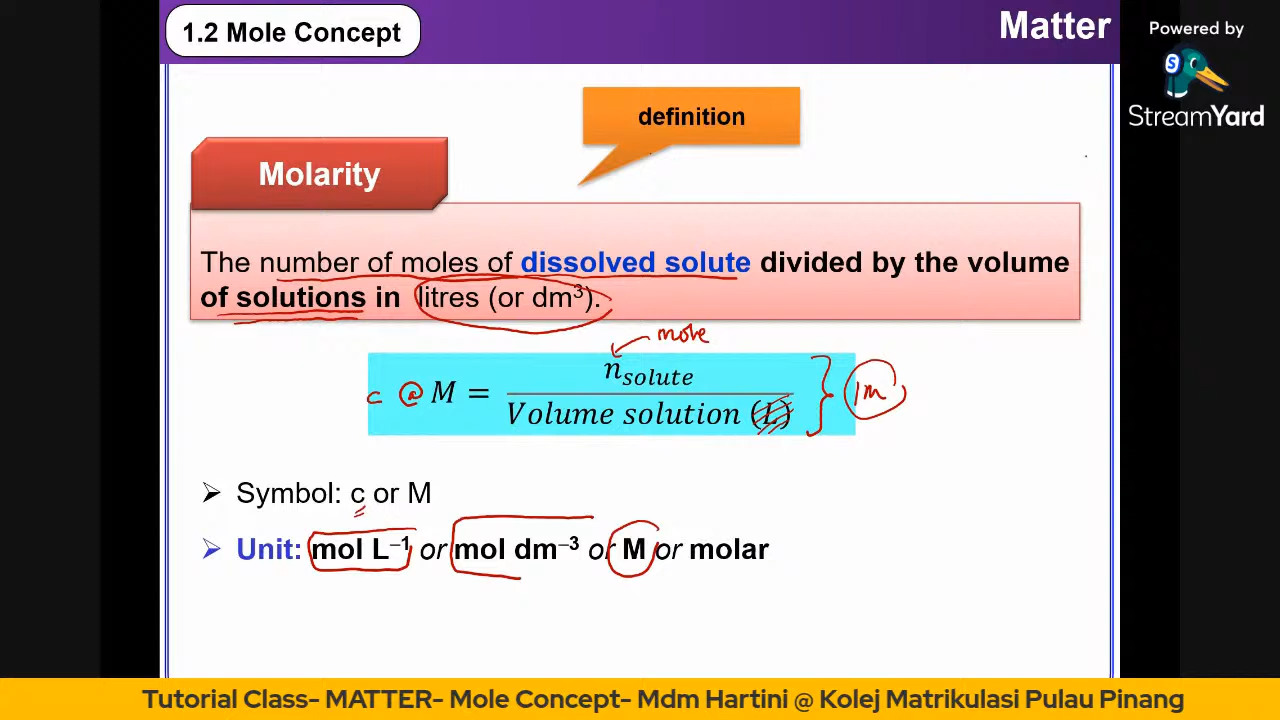 1.2 Mole Concept
Matter
Powered by
StreamYard
definition
Molarity
The number of moles of dissolved solute divided by the volume
of solutions in litres (or dm³).
mole
c @ M = n_solute / Volume solution (L) } M
➢ Symbol: c or M
➢ Unit: mol L⁻¹ or mol dm⁻³ or M or molar
Tutorial Class- MATTER- Mole Concept- Mdm Hartini @ Kolej Matrikulasi Pulau Pinang